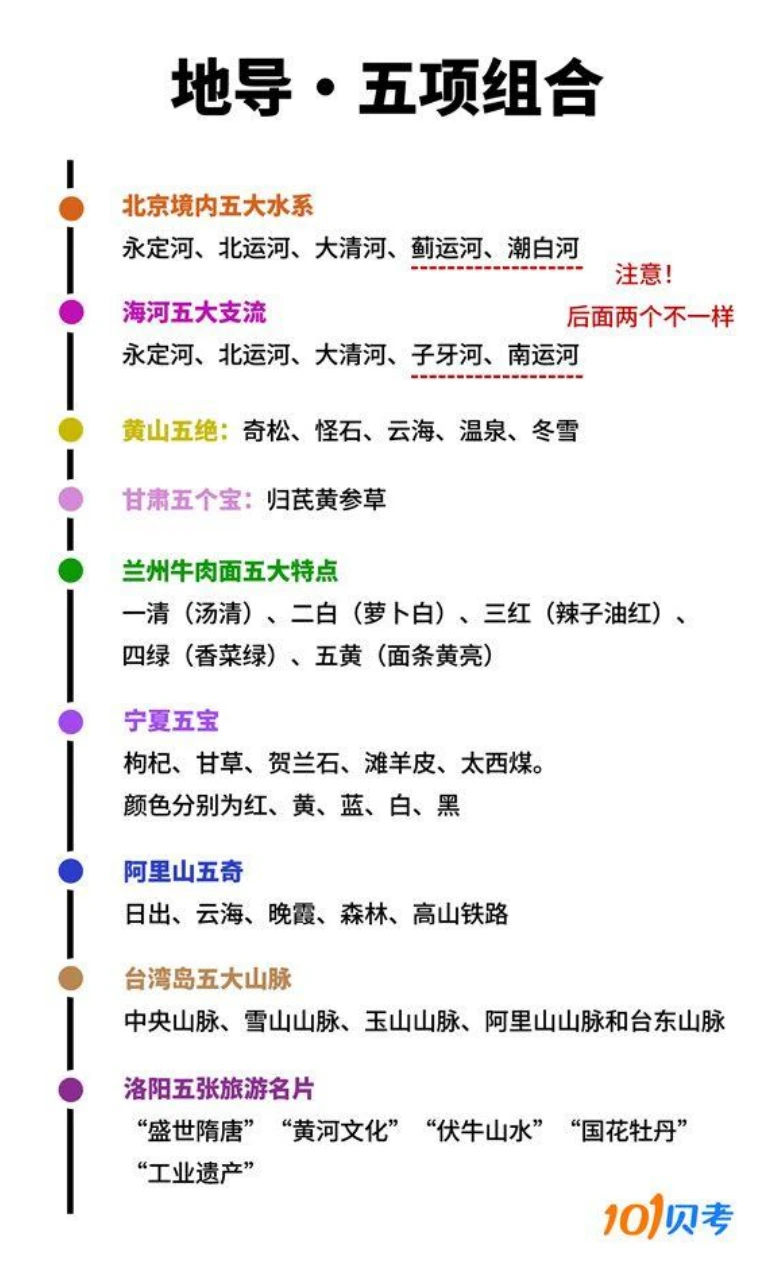 地导·五项组合
北京境内五大水系
永定河、北运河、大清河、蓟运河、潮白河
注意！
海河五大支流
后面两个不一样
永定河、北运河、大清河、子牙河、南运河
黄山五绝：奇松、怪石、云海、温泉、冬雪
甘肃五个宝：归芪黄参草
兰州牛肉面五大特点
一清（汤清）、二白（萝卜白）、三红（辣子油红）、
四绿（香菜绿）、五黄（面条黄亮）
宁夏五宝
枸杞、甘草、贺兰石、滩羊皮、太西煤。
颜色分别为红、黄、蓝、白、黑
阿里山五奇
日出、云海、晚霞、森林、高山铁路
台湾岛五大山脉
中央山脉、雪山山脉、玉山山脉、阿里山山脉和台东山脉
洛阳五张旅游名片
“盛世隋唐” “黄河文化” “伏牛山水” “国花牡丹”
“工业遗产”
101贝考